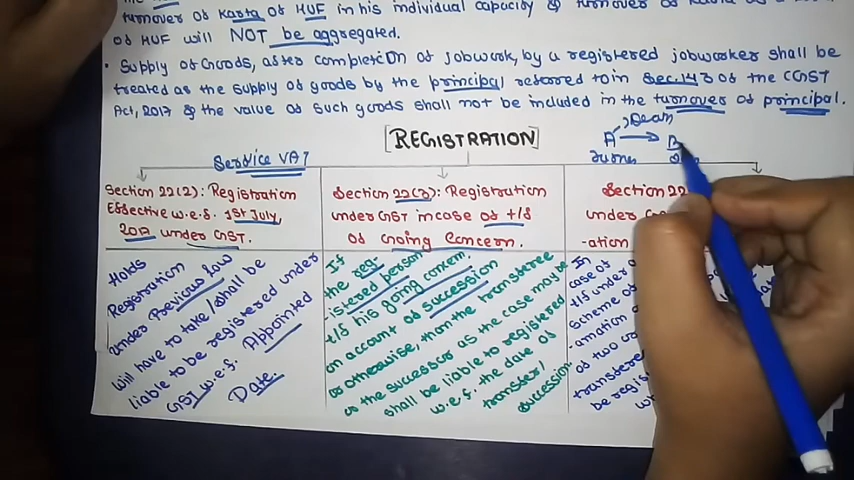 turnover of Karta of HUF in his individual capacity & turnover of Karta as a
of HUF will NOT be aggregated.
• Supply of Goods, after completion of jobwork, by a registered jobworker shall be
treated as the supply of goods by the principal referred to in Sec. 143 of the CGST
Act, 2017 & the value of such goods shall not be included in the turnover of principal.
Death
REGISTRATION
A → B
Service VAT
Section 22(2): Registration
Effective w.e.f. 1st July,
2017 under GST.
Holds
Registration
under Previous Law
will have to take/shall be
liable to be registered under
GST w.e.f. Appointed
Date.
Section 22(3): Registration
under GST in case of t/f
of Going Concern.
If
the reg-
istered person
t/f his going concern
on account of succession
or otherwise, than the transferee
or the successor as the case may be
shall be liable to registered
w.e.f. the date of
transfer/
succession.
Section 22
under
-ation
In
case of
t/f under
Scheme of
-amation
of two
transfere
be regis